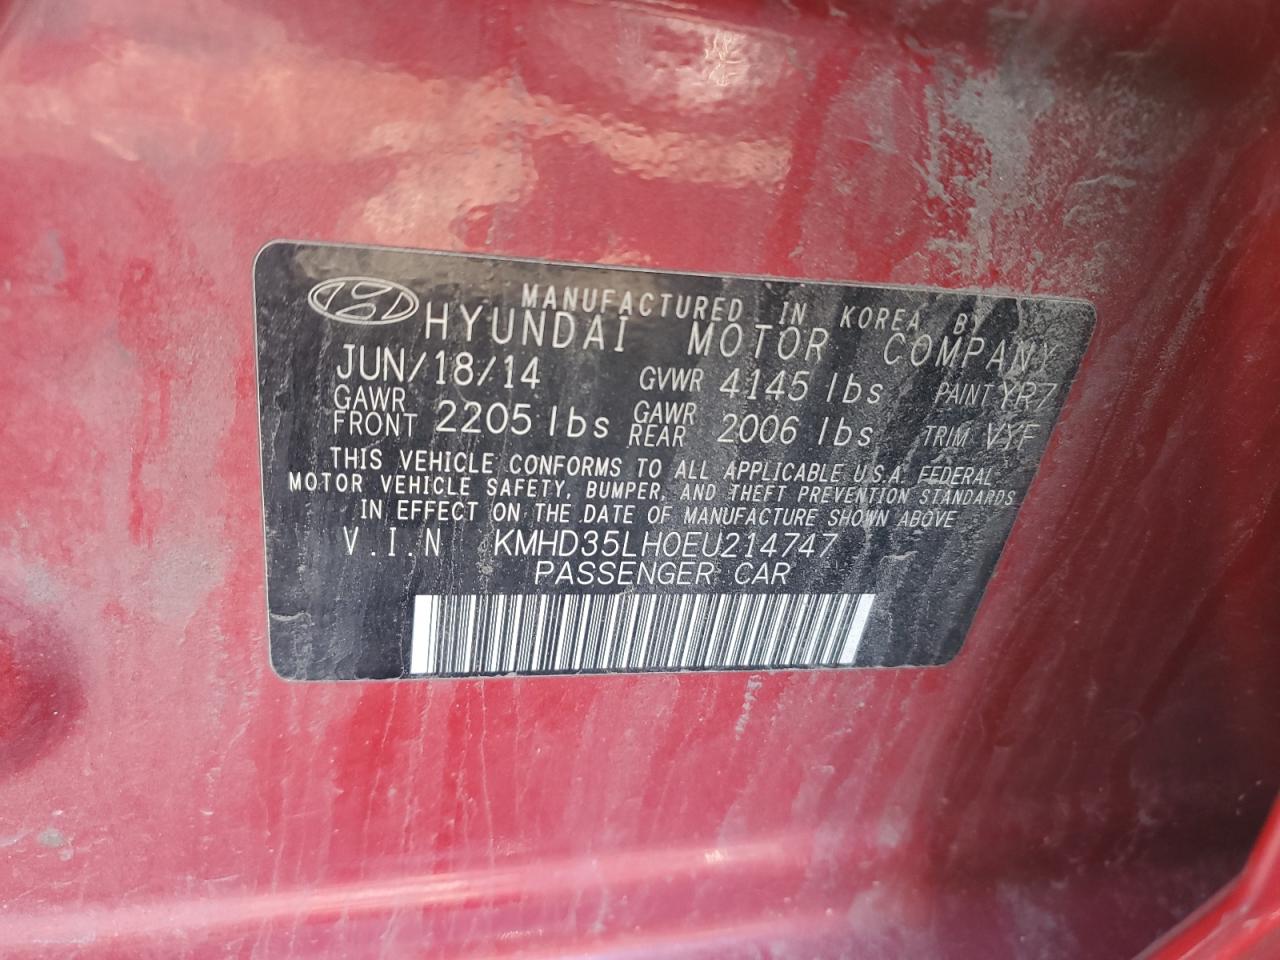 MANUFACTURED IN KOREA BY
HYUNDAI MOTOR COMPANY
JUN/18/14 GVWR 4145 lbs PAINT YR7
GAWR FRONT 2205 lbs GAWR REAR 2006 lbs TRIM VYF
THIS VEHICLE CONFORMS TO ALL APPLICABLE U.S.A. FEDERAL
MOTOR VEHICLE SAFETY, BUMPER, AND THEFT PREVENTION STANDARDS
IN EFFECT ON THE DATE OF MANUFACTURE SHOWN ABOVE
V.I.N KMHD35LH0EU214747
PASSENGER CAR